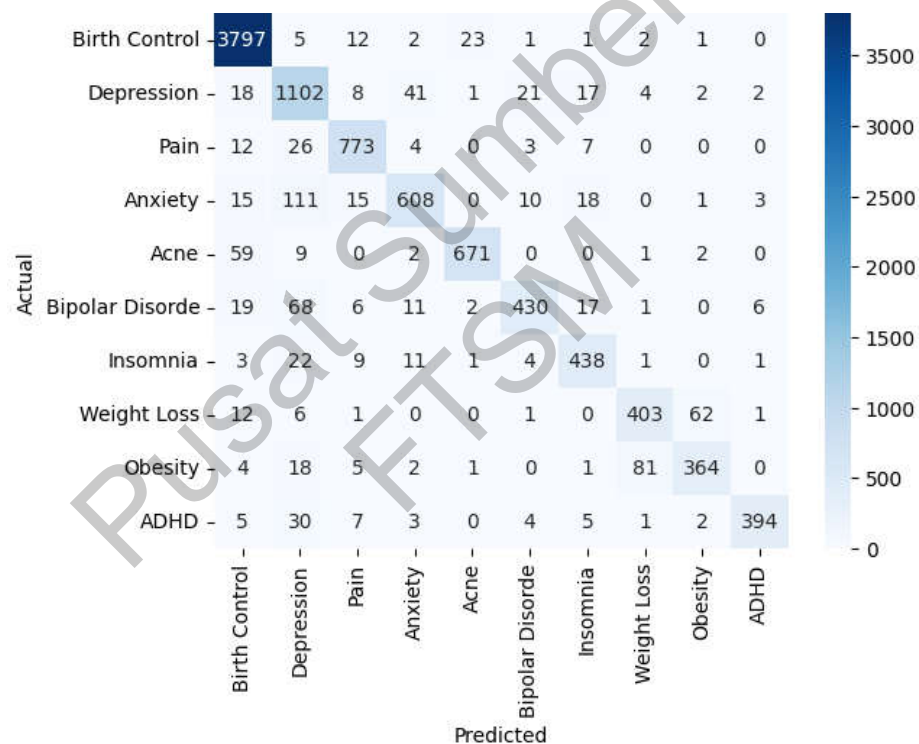 Birth Control 3797 5 12 2 23 1 1 2 1 0
Depression 18 1102 8 41 1 21 17 4 2 2
Pain 12 26 773 4 0 3 7 0 0 0
Anxiety 15 111 15 608 0 10 18 0 1 3
Acne 59 9 0 2 671 0 0 1 2 0
Bipolar Disorde 19 68 6 11 2 430 17 1 0 6
Insomnia 3 22 9 11 1 4 438 1 0 1
Weight Loss 12 6 1 0 0 1 0 403 62 1
Obesity 4 18 5 2 1 0 1 81 364 0
ADHD 5 30 7 3 0 4 5 1 2 394
Actual
Birth Control Depression Pain Anxiety Acne Bipolar Disorde Insomnia Weight Loss Obesity ADHD
Predicted
3500
3000
2500
2000
1500
1000
500
0
Pusat Sumber
FTSM